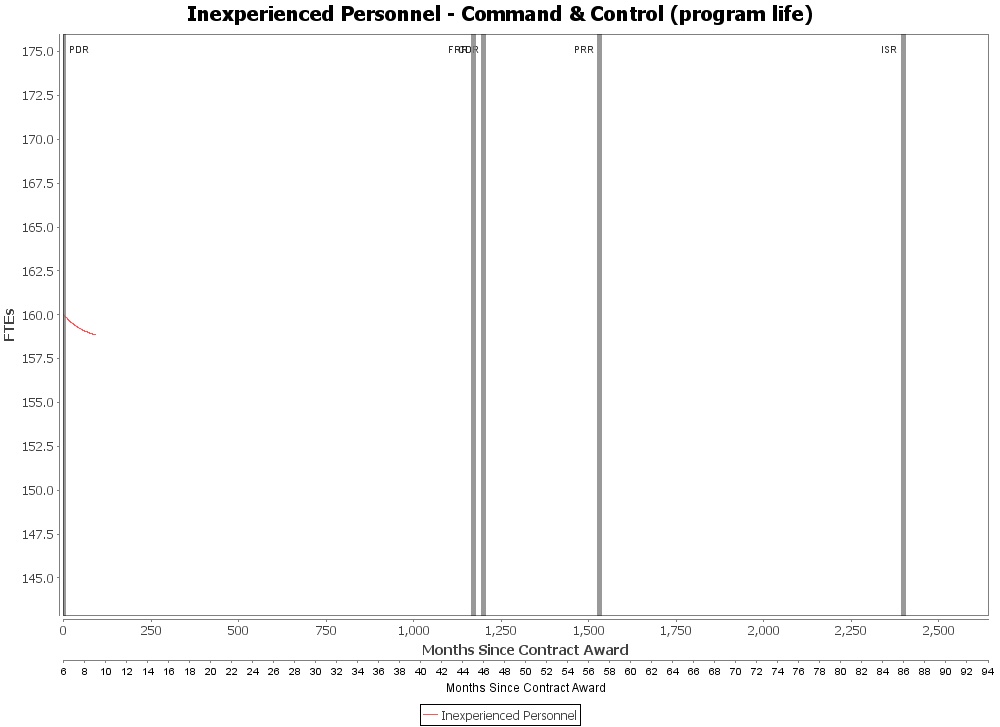 Inexperienced Personnel - Command & Control (program life)
PDR FRR CDR PRR ISR
175.0
172.5
170.0
167.5
165.0
162.5
160.0
157.5
155.0
152.5
150.0
147.5
145.0
FTEs
0 250 500 750 1,000 1,250 1,500 1,750 2,000 2,250 2,500
Months Since Contract Award
6 8 10 12 14 16 18 20 22 24 26 28 30 32 34 36 38 40 42 44 46 48 50 52 54 56 58 60 62 64 66 68 70 72 74 76 78 80 82 84 86 88 90 92 94
Months Since Contract Award
Inexperienced Personnel